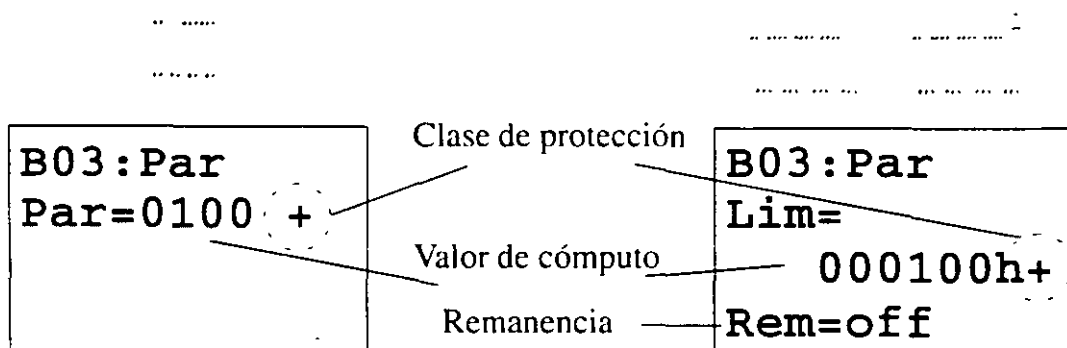 B03:Par
Par=0100 +
Clase de protección
Valor de cómputo
Remanencia
B03:Par
Lim=
000100h+
Rem=off